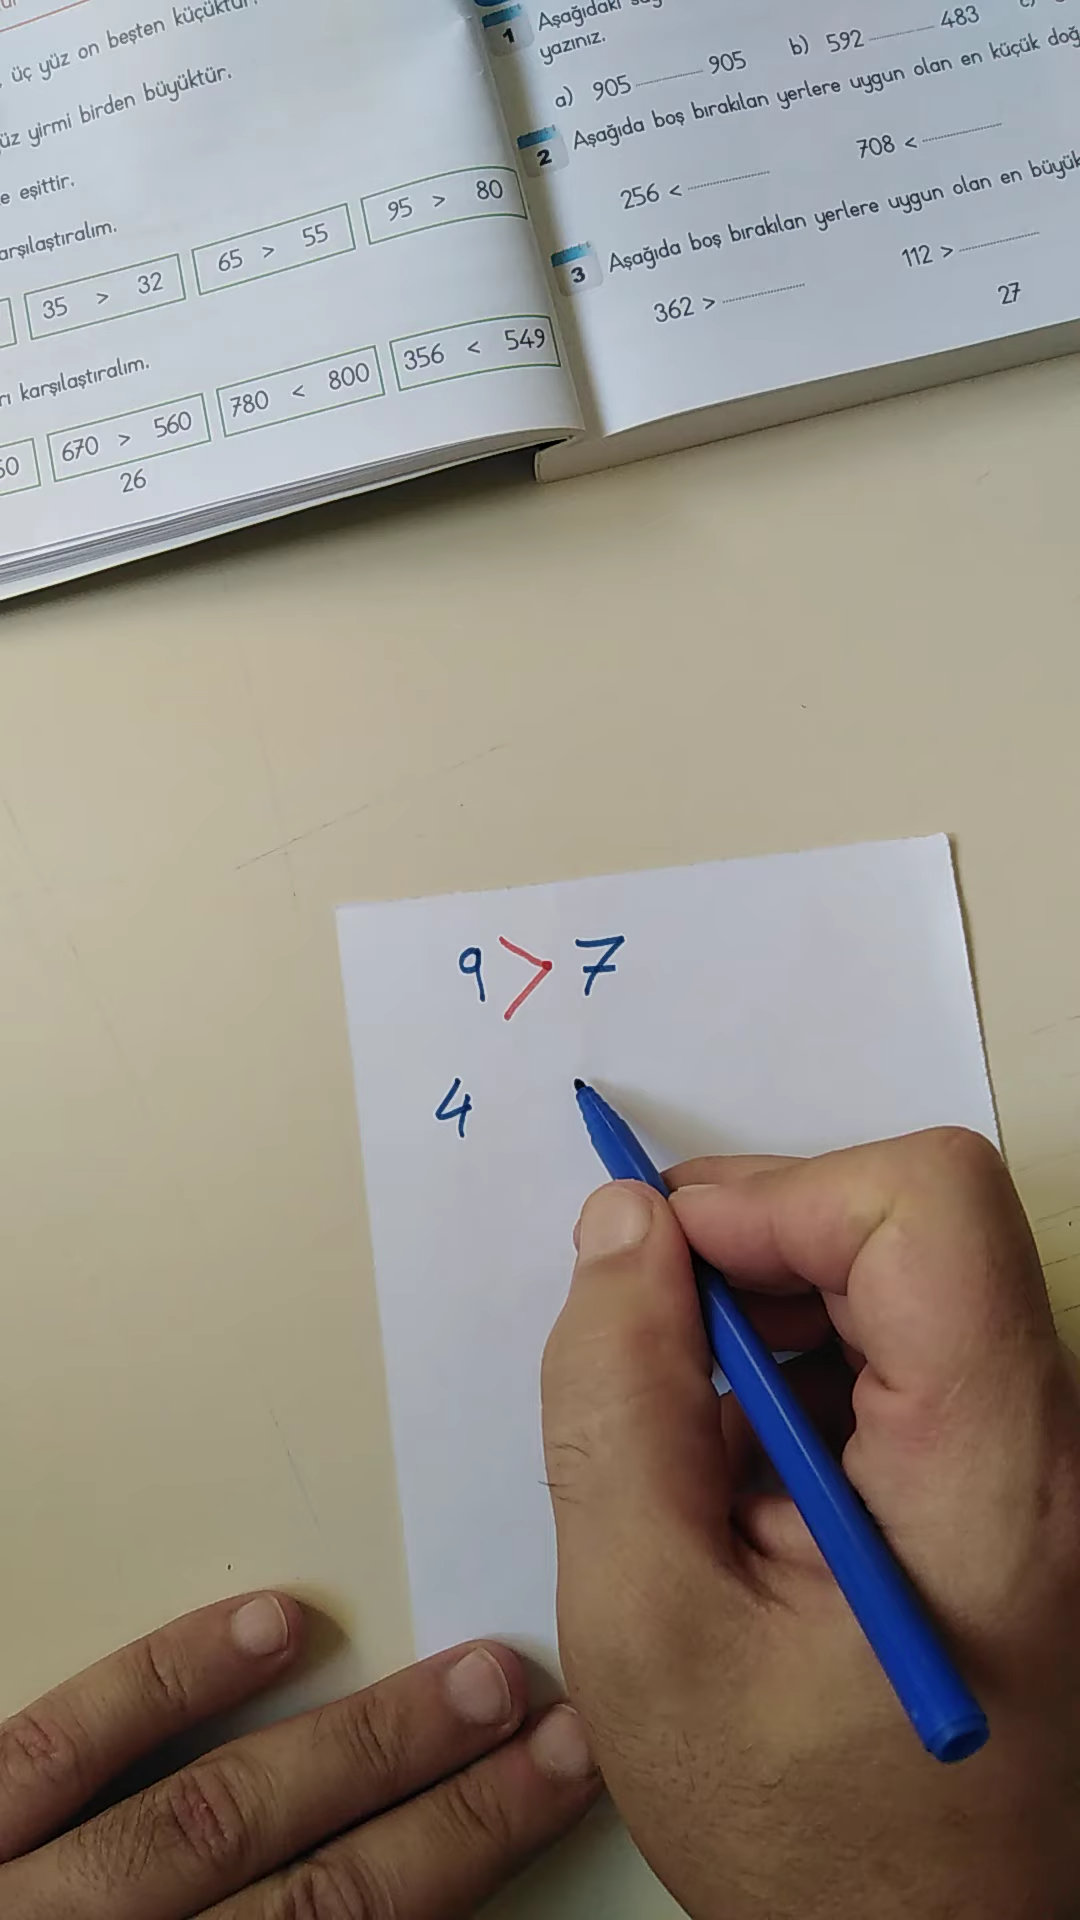 üç yüz on beşten küçüktür.
yüz yirmi birden büyüktür.
e eşittir.
karşılaştıralım.
35 > 32
65 > 55
95 > 80
karşılaştıralım.
670 > 560
780 < 800
356 < 549
26
1 Aşağıdaki
yazınız.
a) 905 905
b) 592 483
2 Aşağıda boş bırakılan yerlere uygun olan en küçük
256 <
708 <
3 Aşağıda boş bırakılan yerlere uygun olan en büyük
362 >
112 >
27
9 > 7
4